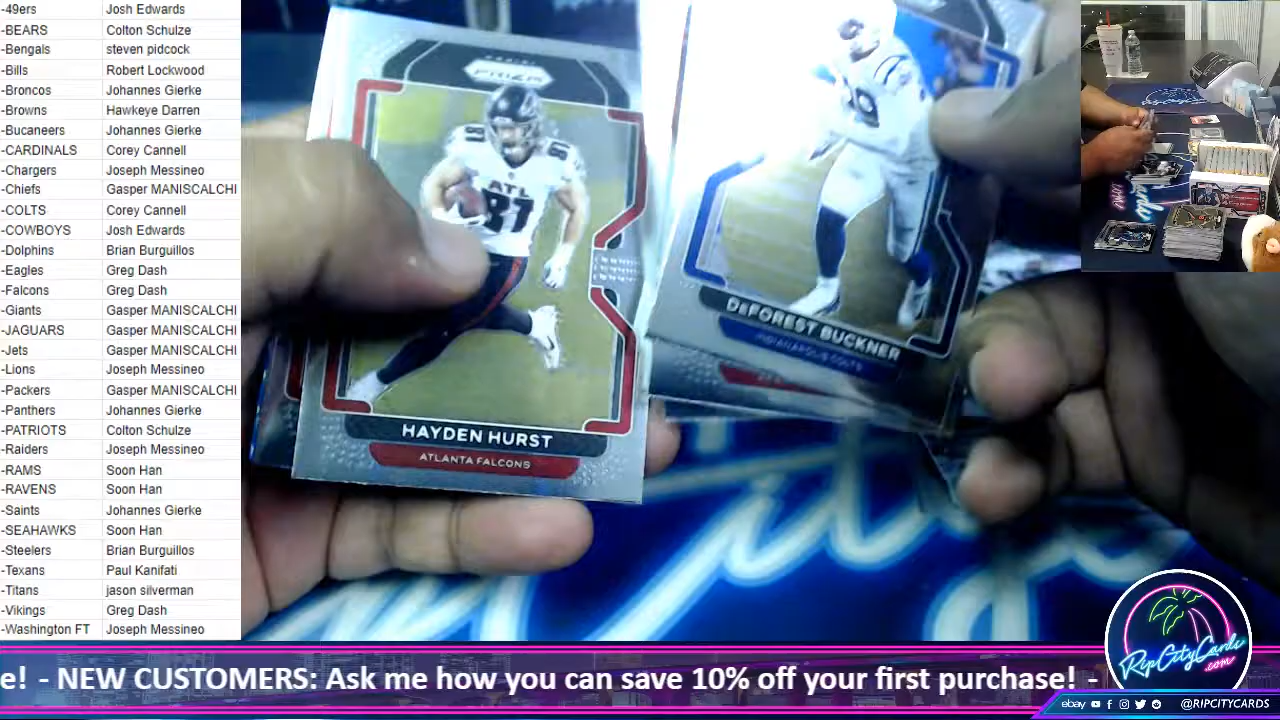 -49ers Josh Edwards
-BEARS Colton Schulze
-Bengals steven pidcock
-Bills Robert Lockwood
-Broncos Johannes Gierke
-Browns Hawkeye Darren
-Bucaneers Johannes Gierke
-CARDINALS Corey Cannell
-Chargers Joseph Messineo
-Chiefs Gasper MANISCALCHI
-COLTS Corey Cannell
-COWBOYS Josh Edwards
-Dolphins Brian Burguillos
-Eagles Greg Dash
-Falcons Greg Dash
-Giants Gasper MANISCALCHI
-JAGUARS Gasper MANISCALCHI
-Jets Gasper MANISCALCHI
-Lions Joseph Messineo
-Packers Gasper MANISCALCHI
-Panthers Johannes Gierke
-PATRIOTS Colton Schulze
-Raiders Joseph Messineo
-RAMS Soon Han
-RAVENS Soon Han
-Saints Johannes Gierke
-SEAHAWKS Soon Han
-Steelers Brian Burguillos
-Texans Paul Kanifati
-Titans jason silverman
-Vikings Greg Dash
-Washington FT Joseph Messineo
PANINI
PRIZM
81
81
ATL
81
HAYDEN HURST
ATLANTA FALCONS
DeFOREST BUCKNER
INDIANAPOLIS COLTS
e! - NEW CUSTOMERS: Ask me how you can save 10% off your first purchase! -
RipCityCards
.com
ebay
@RIPCITYCARDS